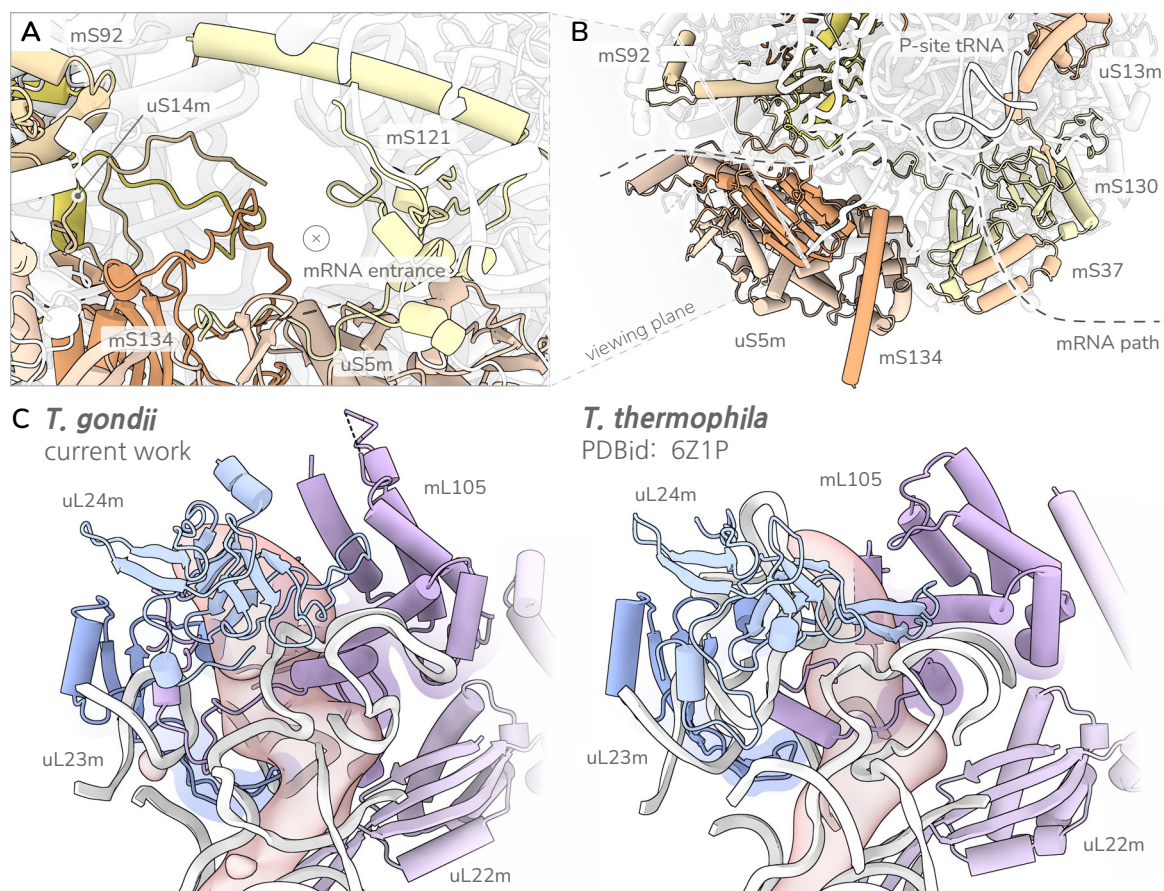 A
mS92
uS14m
mS121
mRNA entrance
mS134
uS5m
B
mS92
P-site tRNA
uS13m
mS130
mS37
viewing plane
uS5m
mS134
mRNA path
C
T. gondii
current work
uL24m
mL105
uL23m
uL22m
T. thermophila
PDBid: 6Z1P
uL24m
mL105
uL23m
uL22m